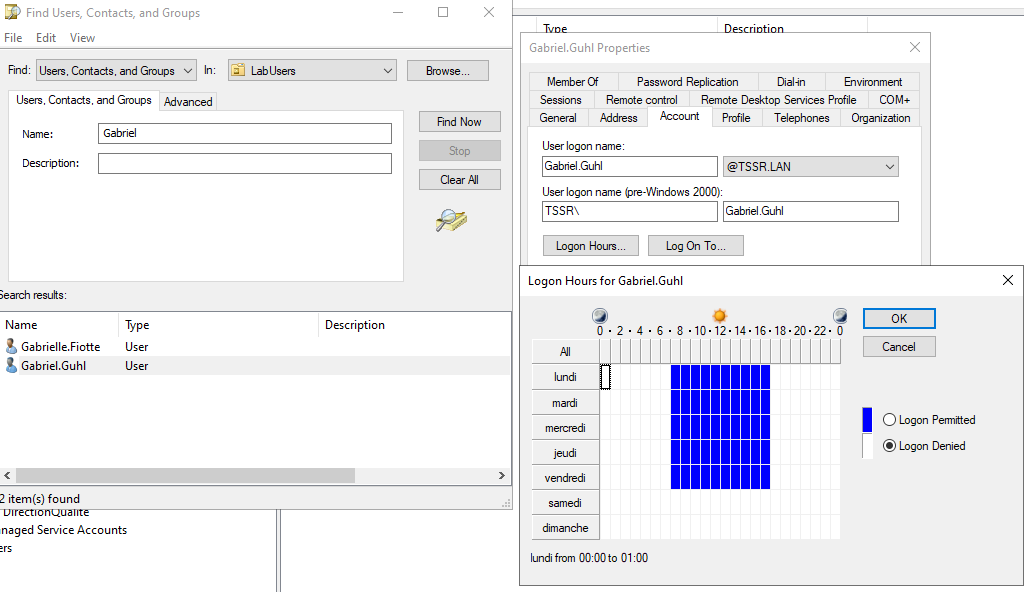 Find Users, Contacts, and Groups
File Edit View
Find: Users, Contacts, and Groups In: LabUsers Browse...
Users, Contacts, and Groups Advanced
Name: Gabriel
Description:
Find Now
Stop
Clear All
Search results:
Name Type Description
Gabrielle.Fiotte User
Gabriel.Guhl User
2 item(s) found
DirectionQualite
naged Service Accounts
ers
Type Description
Gabriel.Guhl Properties
Member Of Password Replication Dial-in Environment
Sessions Remote control Remote Desktop Services Profile COM+
General Address Account Profile Telephones Organization
User logon name:
Gabriel.Guhl @TSSR.LAN
User logon name (pre-Windows 2000):
TSSR\ Gabriel.Guhl
Logon Hours... Log On To...
Logon Hours for Gabriel.Guhl
0 · 2 · 4 · 6 · 8 · 10 · 12 · 14 · 16 · 18 · 20 · 22 · 0
All
lundi
mardi
mercredi
jeudi
vendredi
samedi
dimanche
OK
Cancel
Logon Permitted
Logon Denied
lundi from 00:00 to 01:00